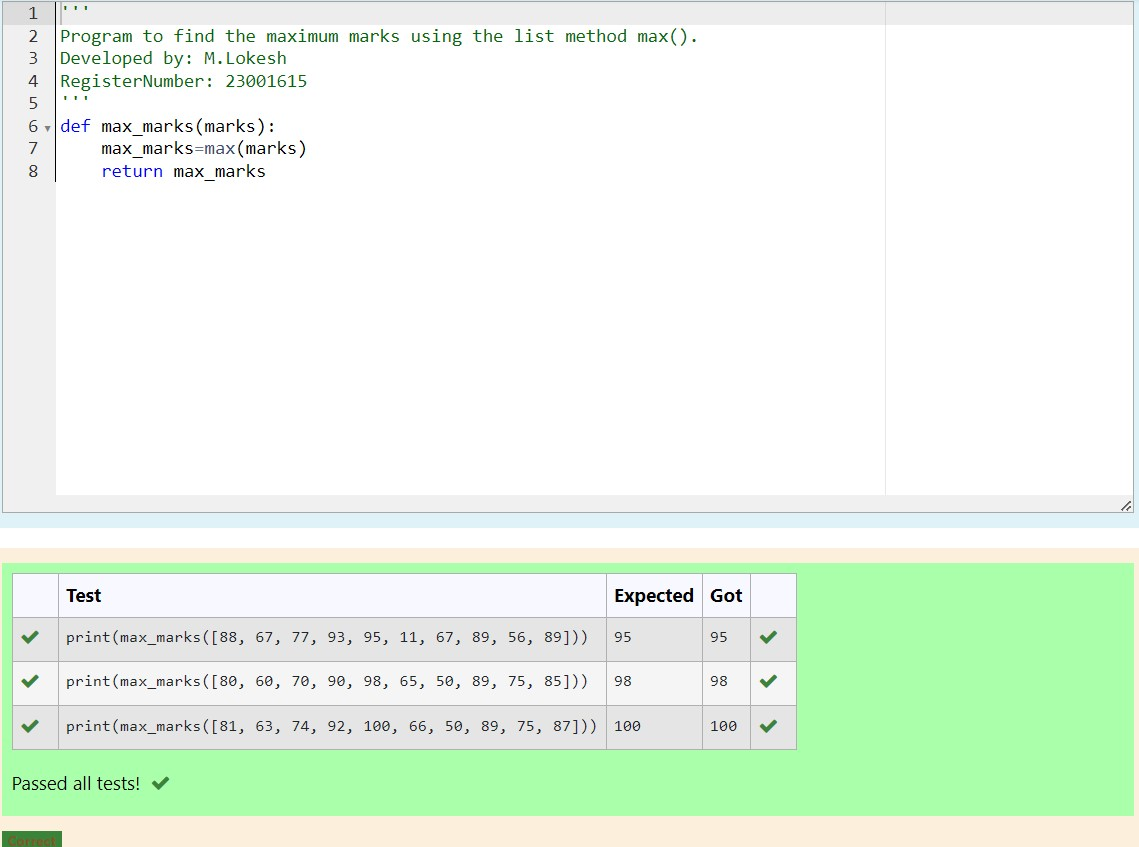 1 '''
2 Program to find the maximum marks using the list method max().
3 Developed by: M.Lokesh
4 RegisterNumber: 23001615
5 '''
6 def max_marks(marks):
7     max_marks=max(marks)
8     return max_marks
Test Expected Got
print(max_marks([88, 67, 77, 93, 95, 11, 67, 89, 56, 89])) 95 95
print(max_marks([80, 60, 70, 90, 98, 65, 50, 89, 75, 85])) 98 98
print(max_marks([81, 63, 74, 92, 100, 66, 50, 89, 75, 87])) 100 100
Passed all tests!
Correct